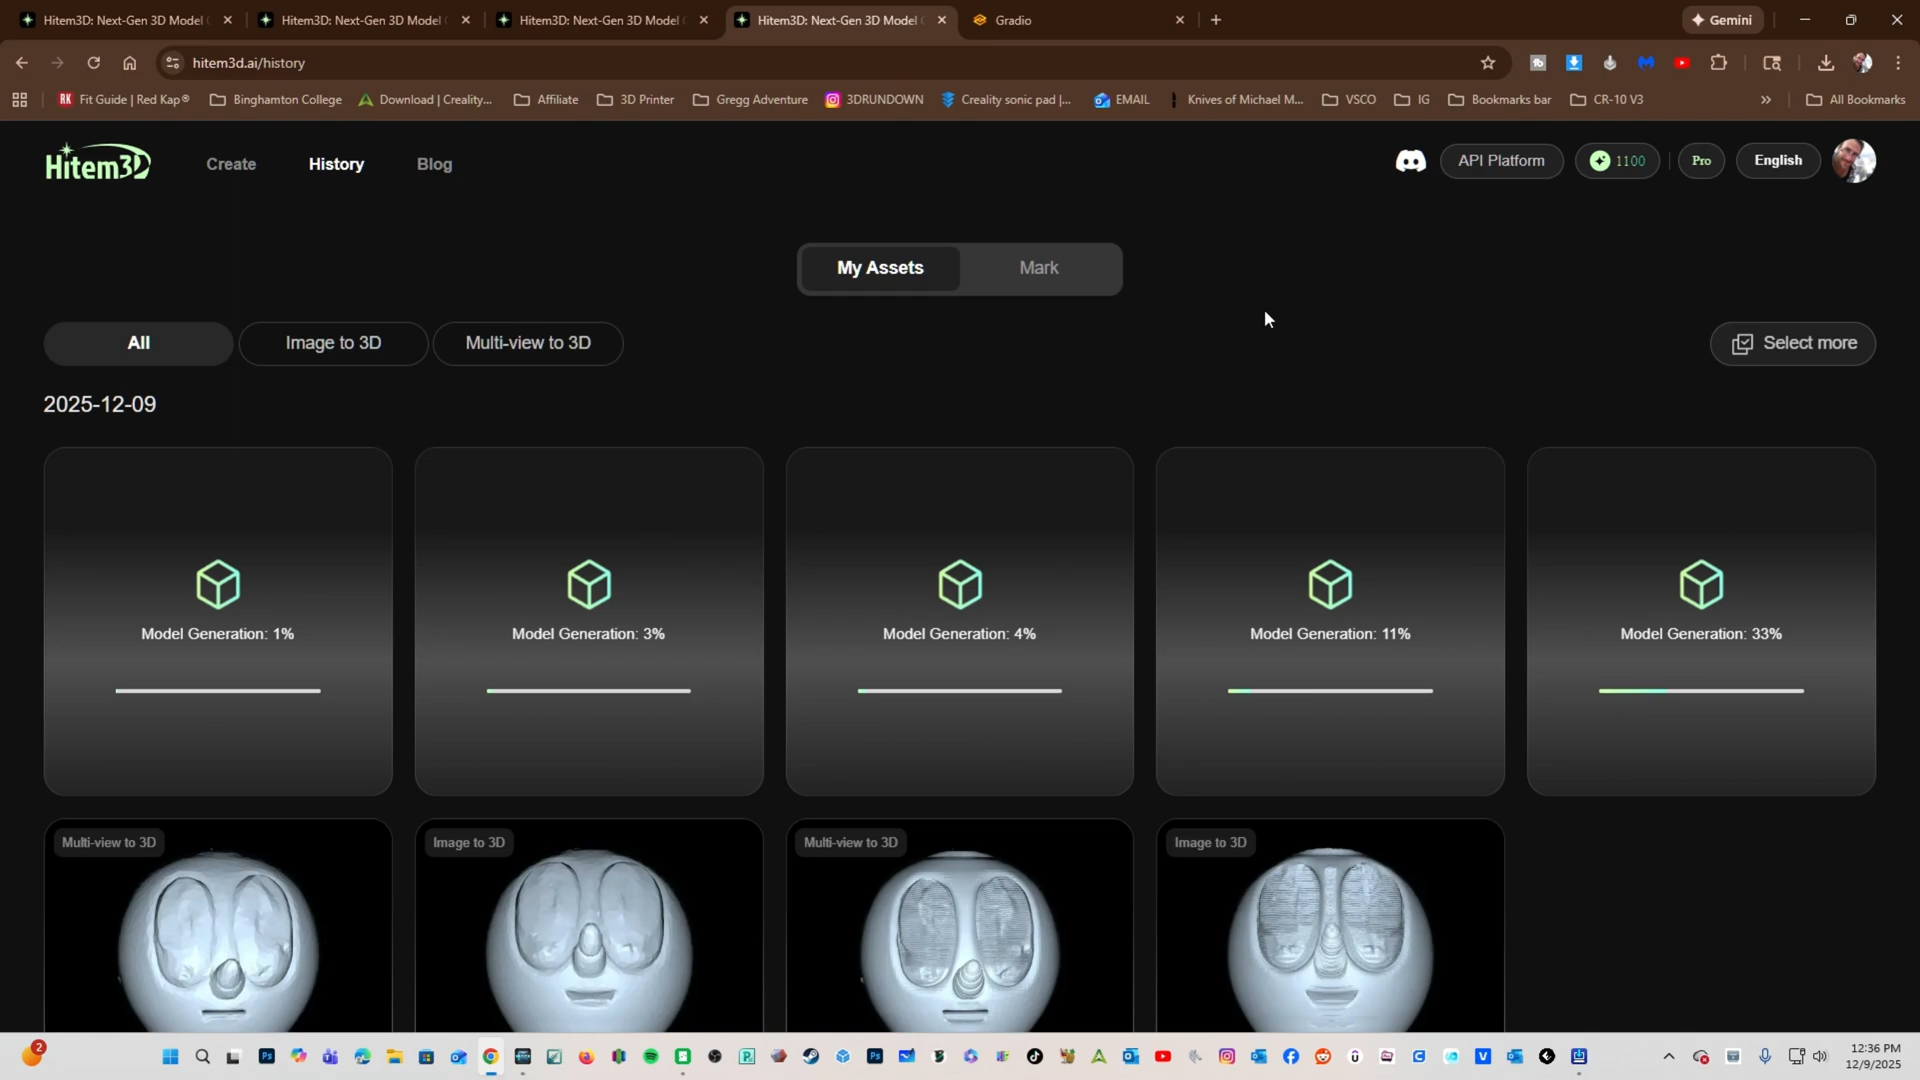 Hitem3D: Next-Gen 3D Model
Hitem3D: Next-Gen 3D Model
Hitem3D: Next-Gen 3D Model
Hitem3D: Next-Gen 3D Model
Gradio
Gemini
hitem3d.ai/history
Fit Guide | Red Kap®
Binghamton College
Download | Creality...
Affiliate
3D Printer
Gregg Adventure
3DRUNDOWN
Creality sonic pad |...
EMAIL
Knives of Michael M...
VSCO
IG
Bookmarks bar
CR-10 V3
All Bookmarks
Hitem3D
Create
History
Blog
API Platform
1100
Pro
English
My Assets
Mark
All
Image to 3D
Multi-view to 3D
Select more
2025-12-09
Model Generation: 1%
Model Generation: 3%
Model Generation: 4%
Model Generation: 11%
Model Generation: 33%
Multi-view to 3D
Image to 3D
Multi-view to 3D
Image to 3D
2
12:36 PM
12/9/2025